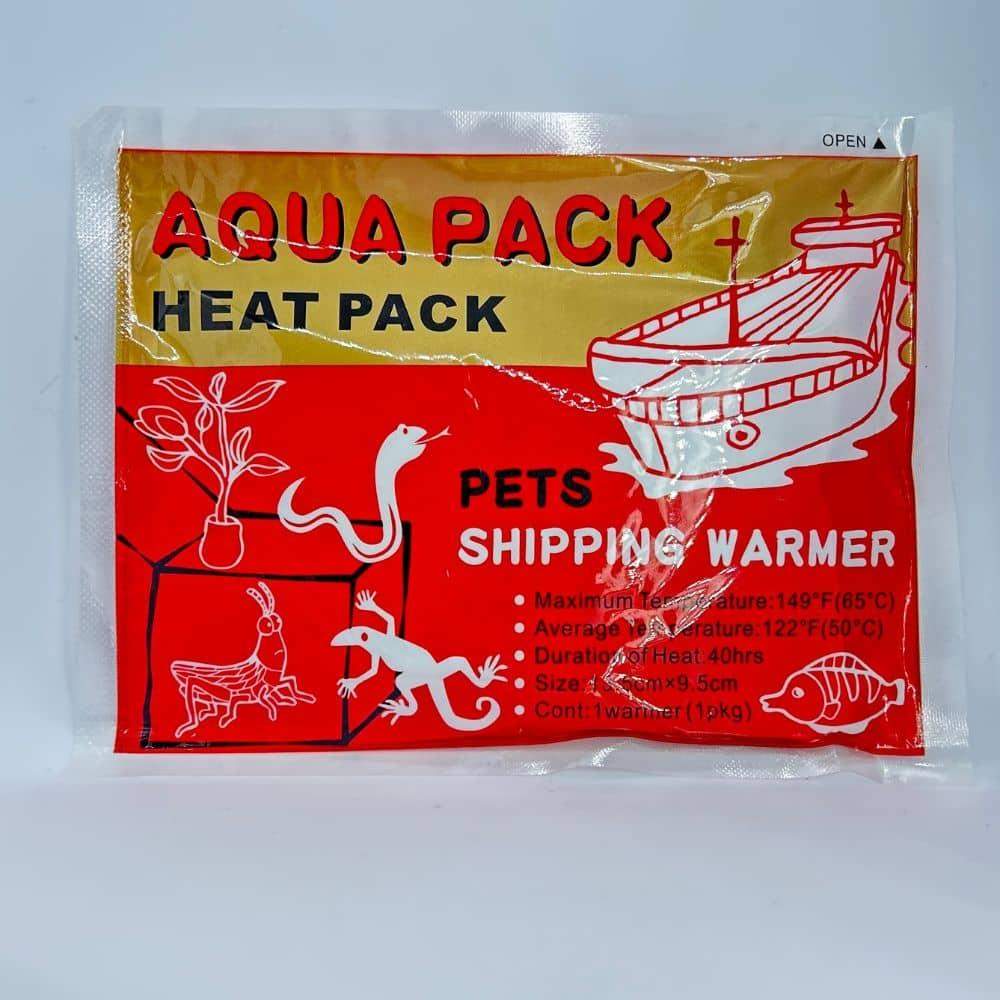 OPEN ▲
AQUA PACK
HEAT PACK
PETS
SHIPPING WARMER
• Maximum Temperature:149°F(65°C)
• Average Temperature:122°F(50°C)
• Duration of Heat:40hrs
• Size: ×9.5cm
• Cont:1warmer(1pkg)